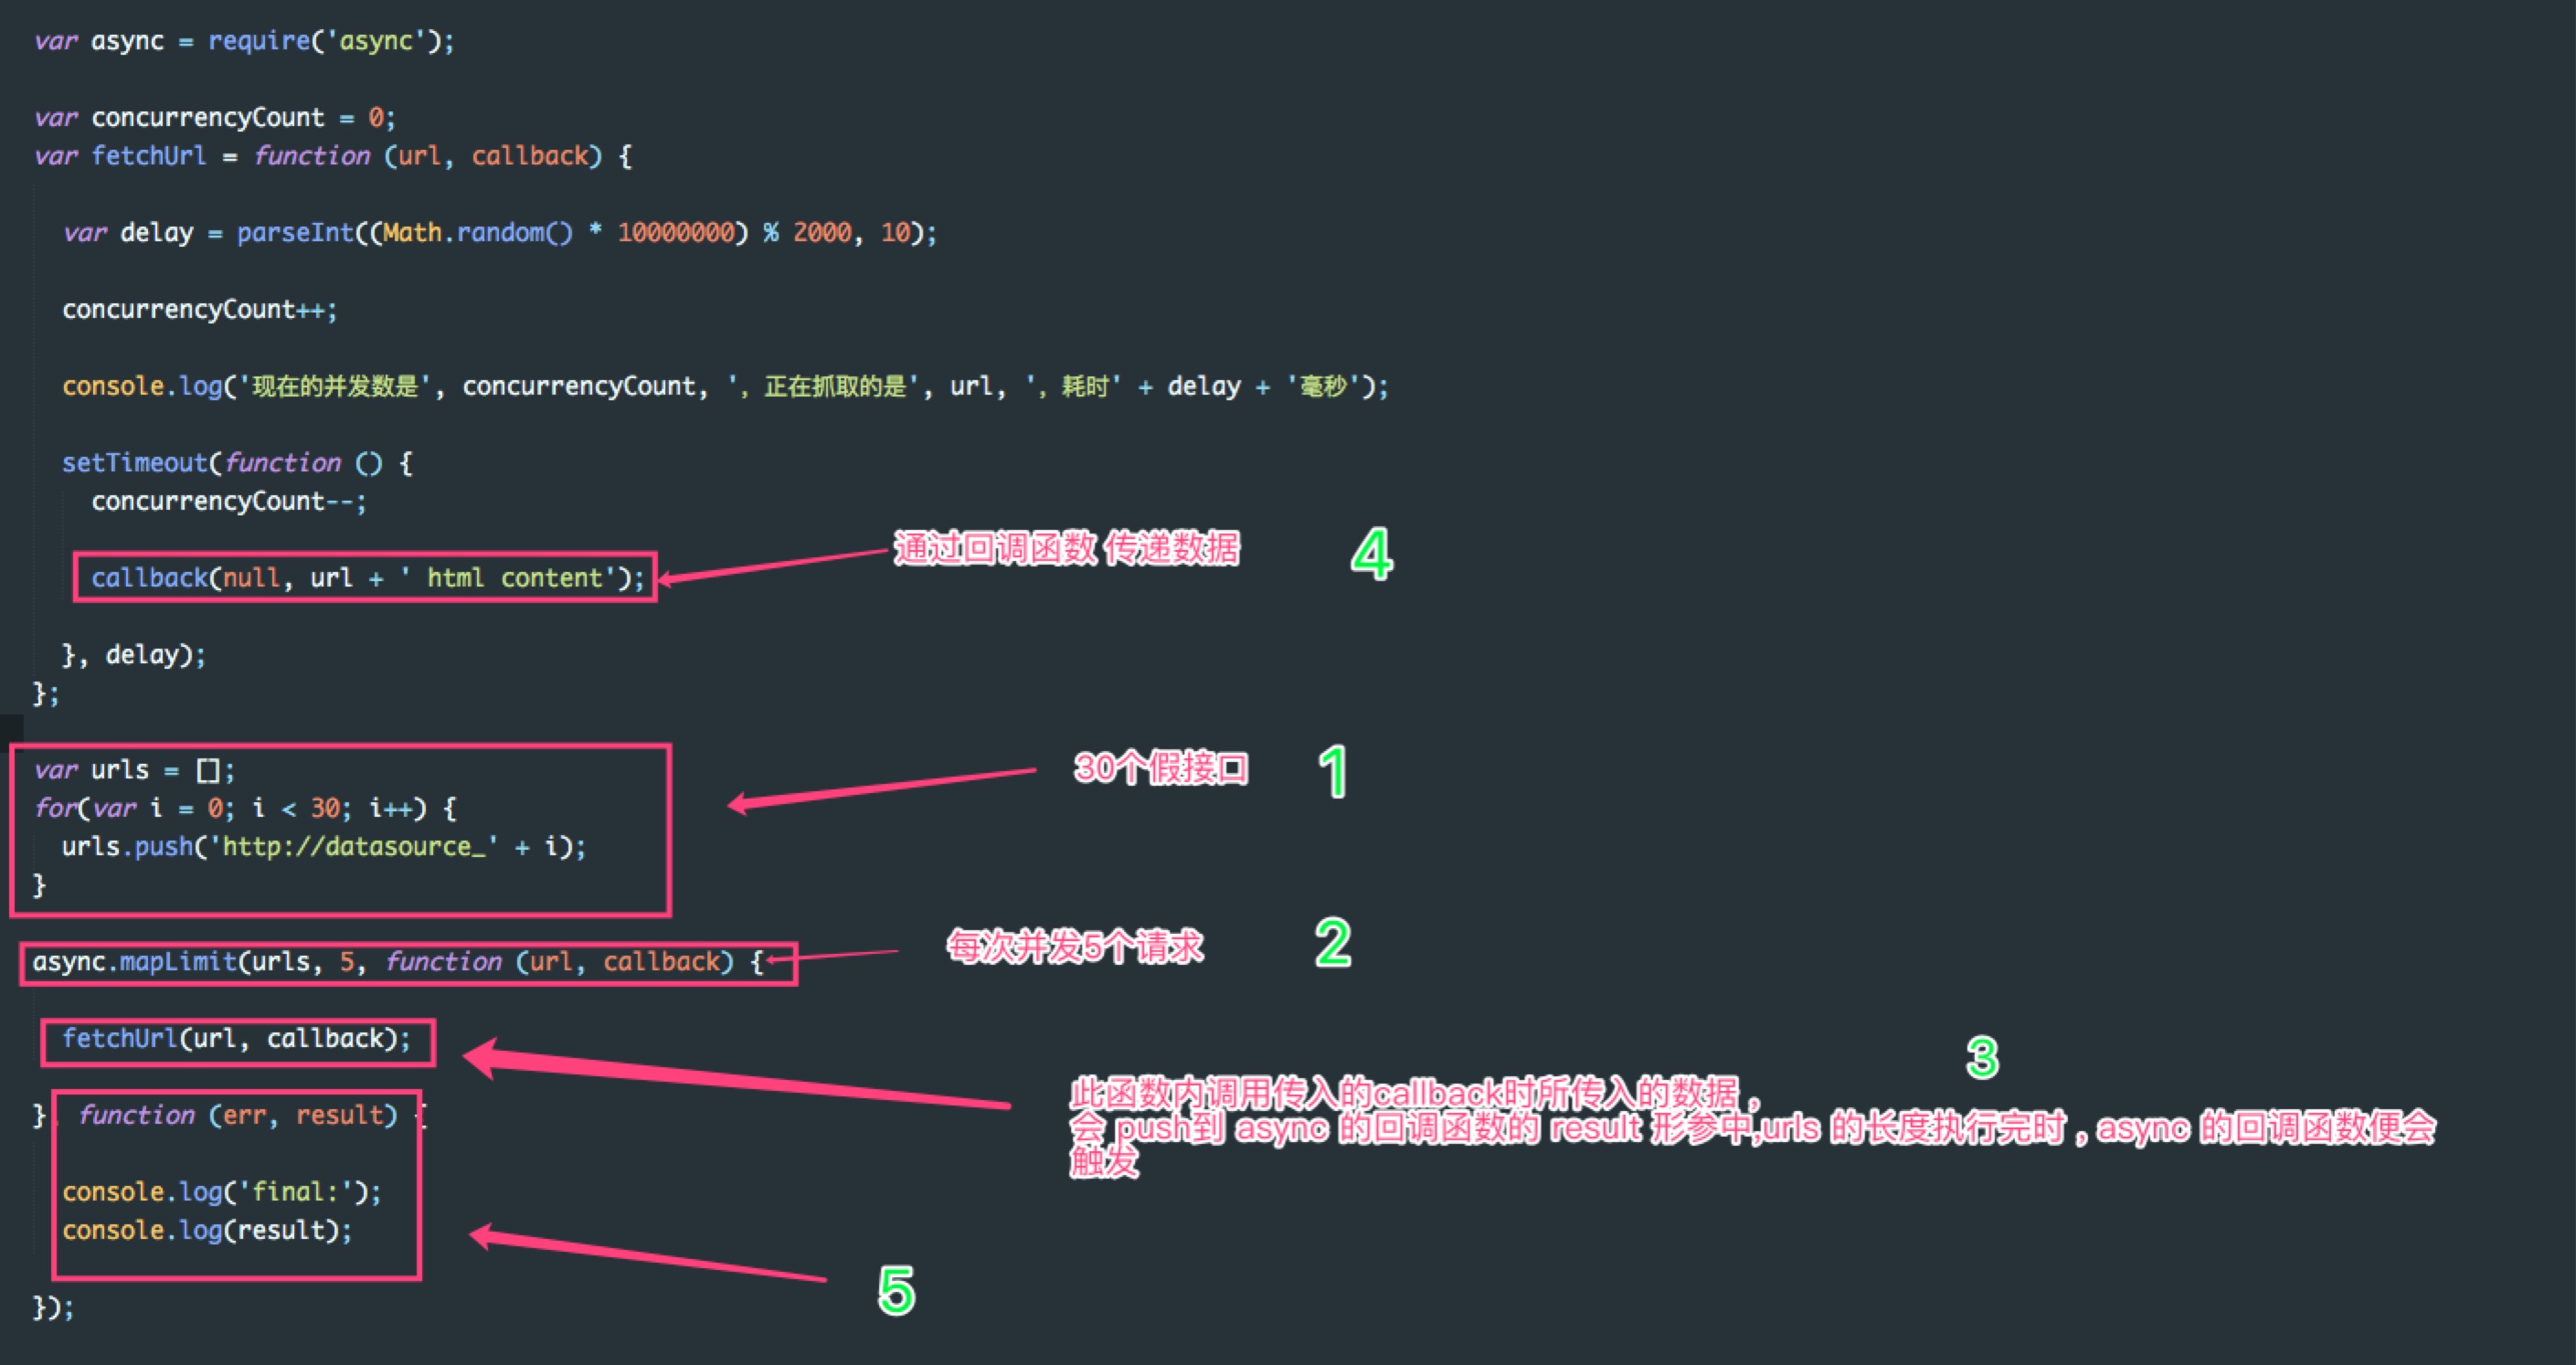 var async = require('async');
var concurrencyCount = 0;
var fetchUrl = function (url, callback) {
var delay = parseInt((Math.random() * 10000000) % 2000, 10);
concurrencyCount++;
console.log('现在的并发数是', concurrencyCount, ', 正在抓取的是', url, ', 耗时' + delay + '毫秒');
setTimeout(function () {
concurrencyCount--;
通过回调函数 传递数据 4
callback(null, url + ' html content');
}, delay);
};
var urls = [];
30个假接口 1
for(var i = 0; i < 30; i++) {
urls.push('http://datasource_' + i);
}
每次并发5个请求 2
async.mapLimit(urls, 5, function (url, callback) {
fetchUrl(url, callback);
3
此函数内调用传入的callback时所传入的数据，
会 push到 async 的回调函数的 result 形参中,urls 的长度执行完时，async 的回调函数便会
触发
}, function (err, result) {
console.log('final:');
console.log(result);
5
});